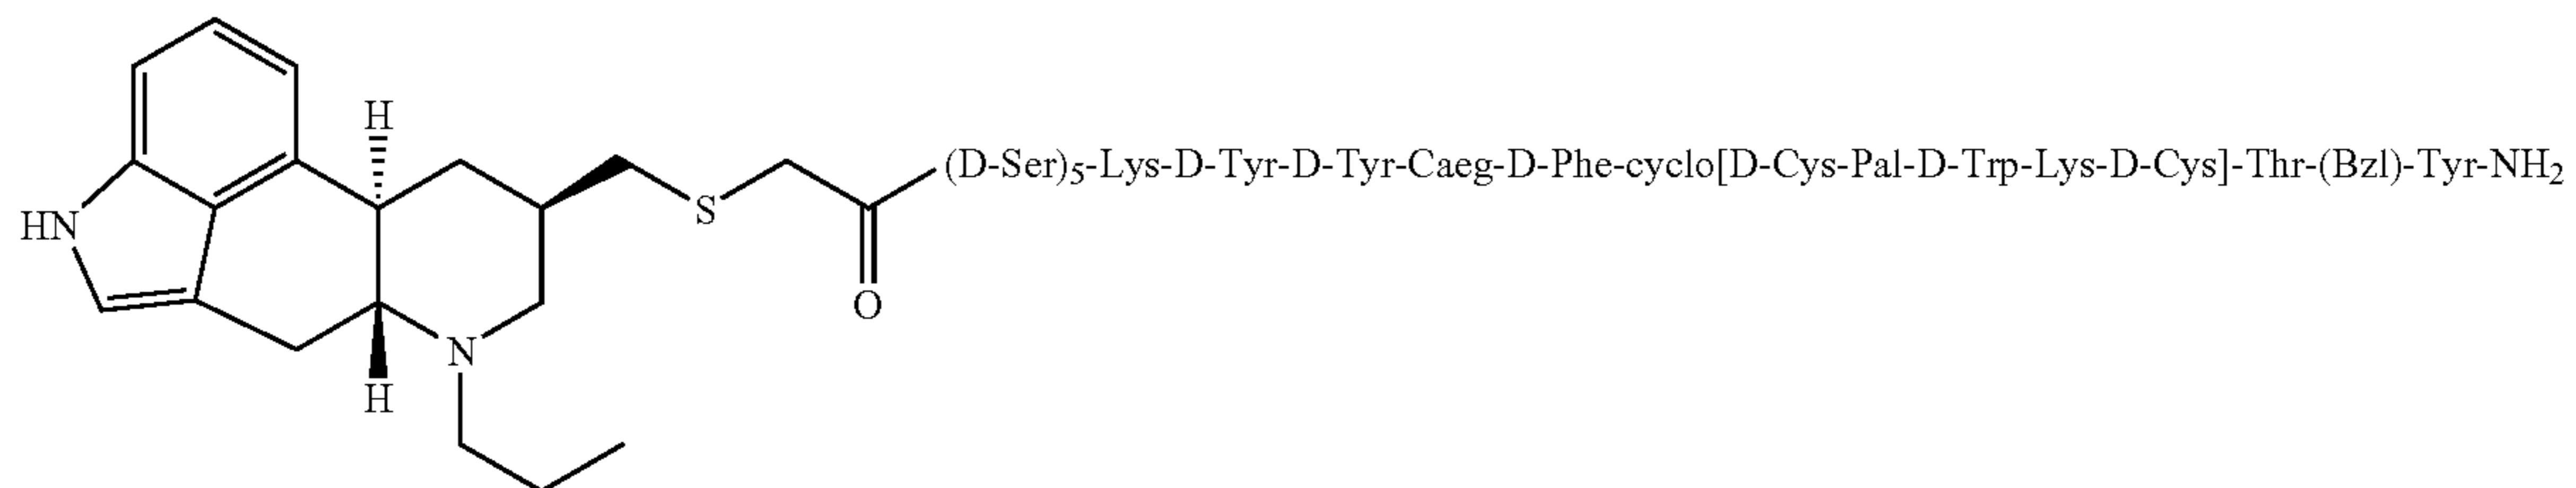 H
(D-Ser)5-Lys-D-Tyr-D-Tyr-Caeg-D-Phe-cyclo[D-Cys-Pal-D-Trp-Lys-D-Cys]-Thr-(Bzl)-Tyr-NH2
HN
S
O
N
H